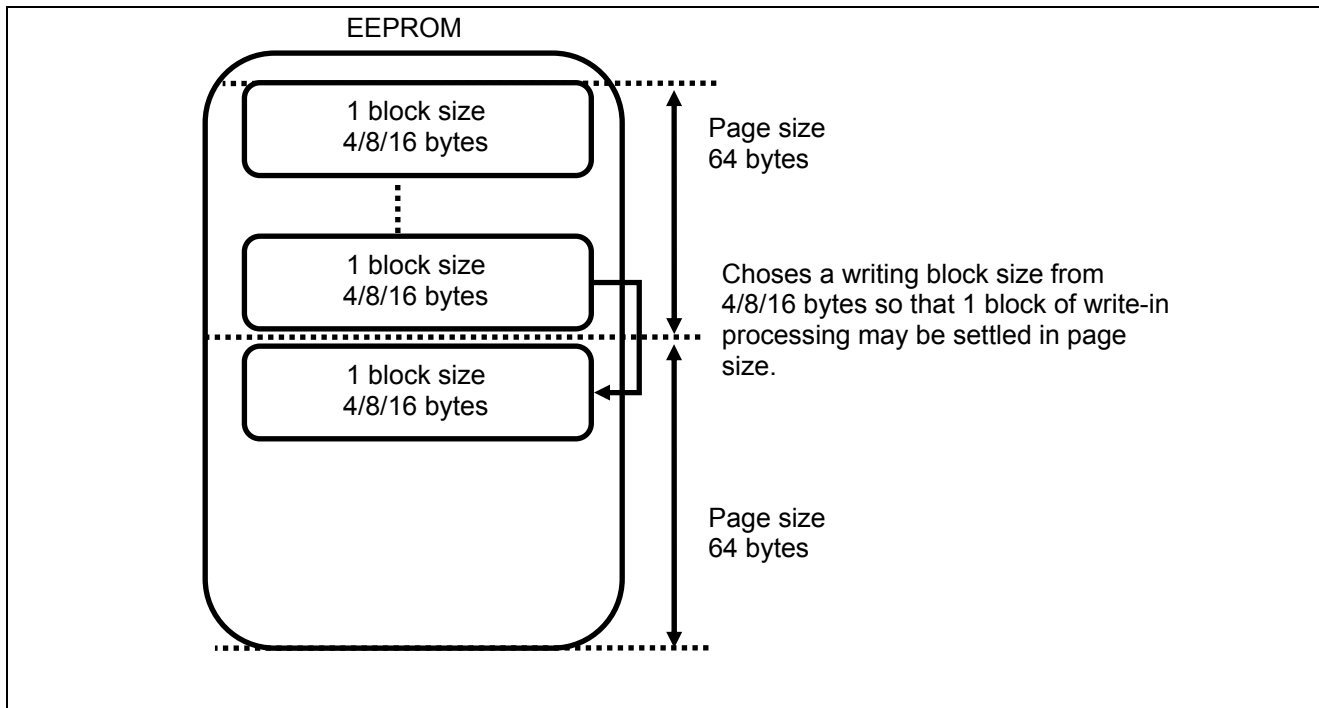 EEPROM
1 block size
4/8/16 bytes
Page size
64 bytes
1 block size
4/8/16 bytes
Choses a writing block size from
4/8/16 bytes so that 1 block of write-in
processing may be settled in page
size.
1 block size
4/8/16 bytes
Page size
64 bytes